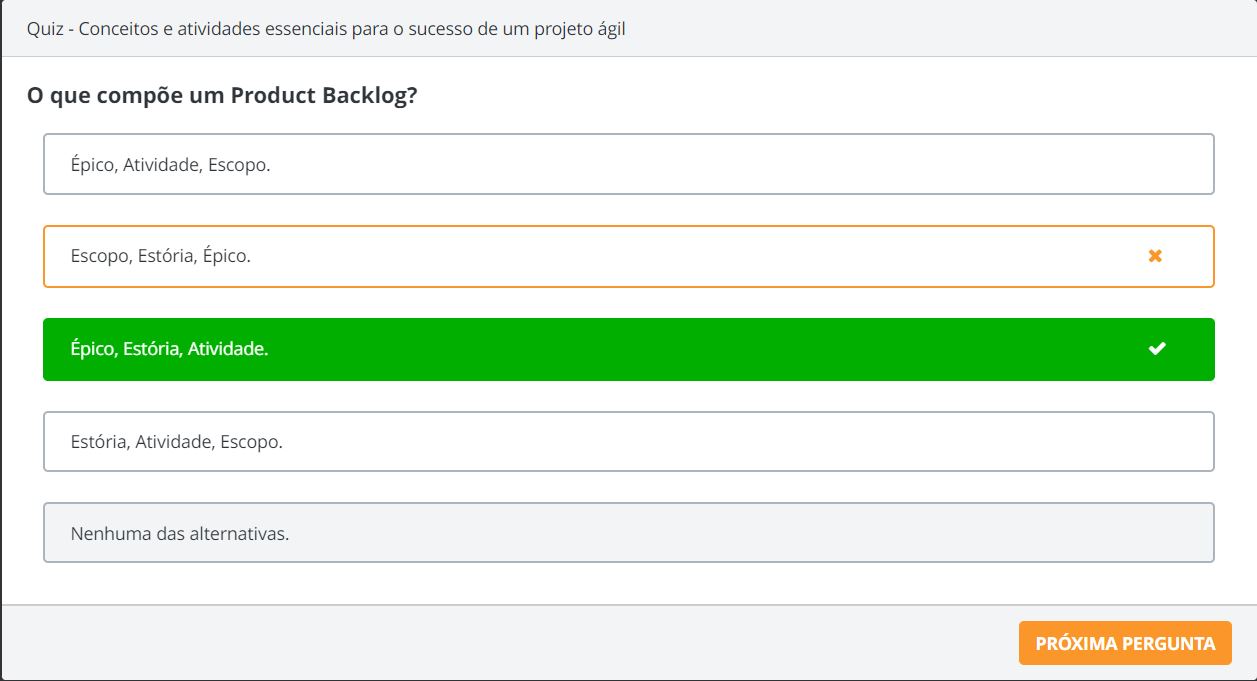 Quiz - Conceitos e atividades essenciais para o sucesso de um projeto ágil
O que compõe um Product Backlog?
Épico, Atividade, Escopo.
Escopo, Estória, Épico.
Épico, Estória, Atividade.
Estória, Atividade, Escopo.
Nenhuma das alternativas.
PRÓXIMA PERGUNTA